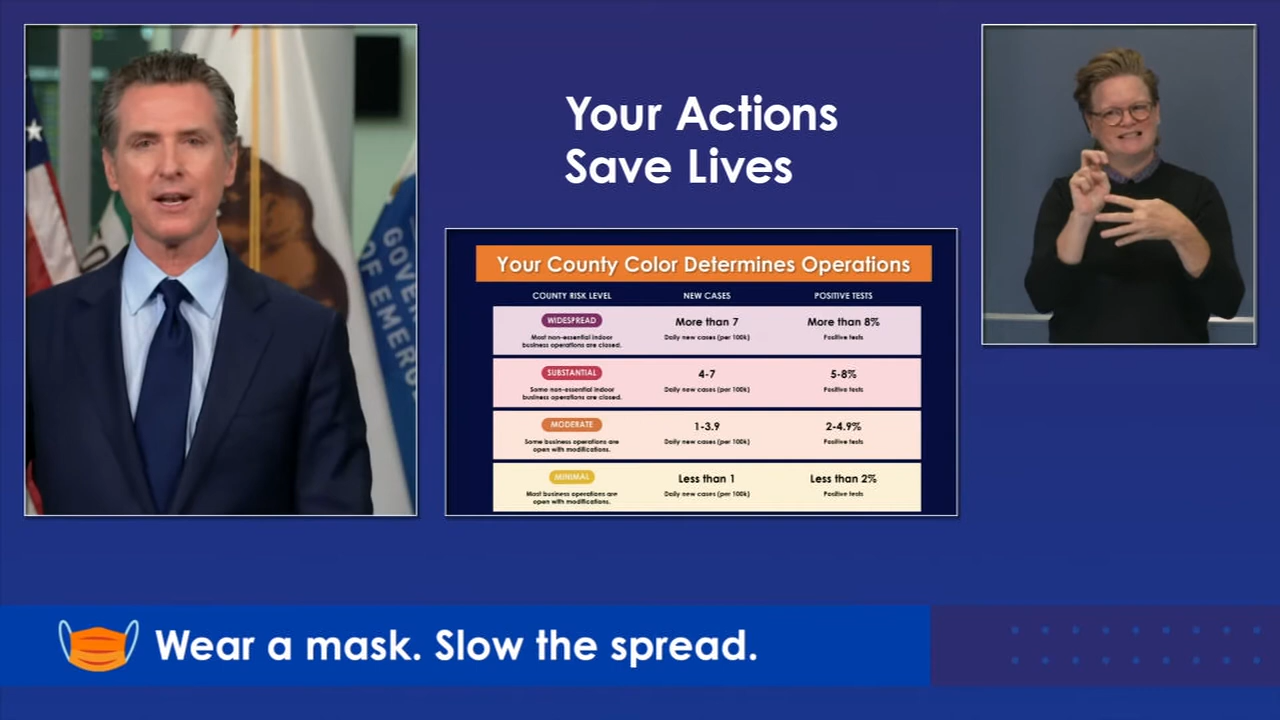 Your Actions
Save Lives
GOVER
OF EMERG
Your County Color Determines Operations
COUNTY RISK LEVEL NEW CASES POSITIVE TESTS
WIDESPREAD More than 7 More than 8%
Most non-essential indoor Daily new cases (per 100k) Positive tests
business operations are closed.
SUBSTANTIAL 4-7 5-8%
Some non-essential indoor Daily new cases (per 100k) Positive tests
business operations are closed.
MODERATE 1-3.9 2-4.9%
Some business operations are Daily new cases (per 100k) Positive tests
open with modifications.
MINIMAL Less than 1 Less than 2%
Most business operations are Daily new cases (per 100k) Positive tests
open with modifications.
Wear a mask. Slow the spread.